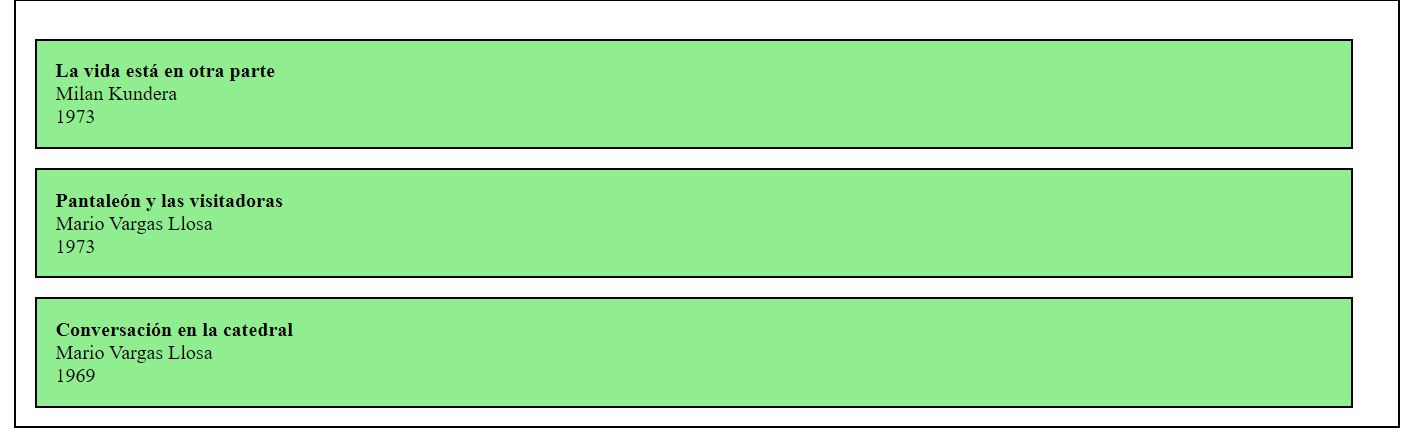 La vida está en otra parte
Milan Kundera
1973
Pantaleón y las visitadoras
Mario Vargas Llosa
1973
Conversación en la catedral
Mario Vargas Llosa
1969